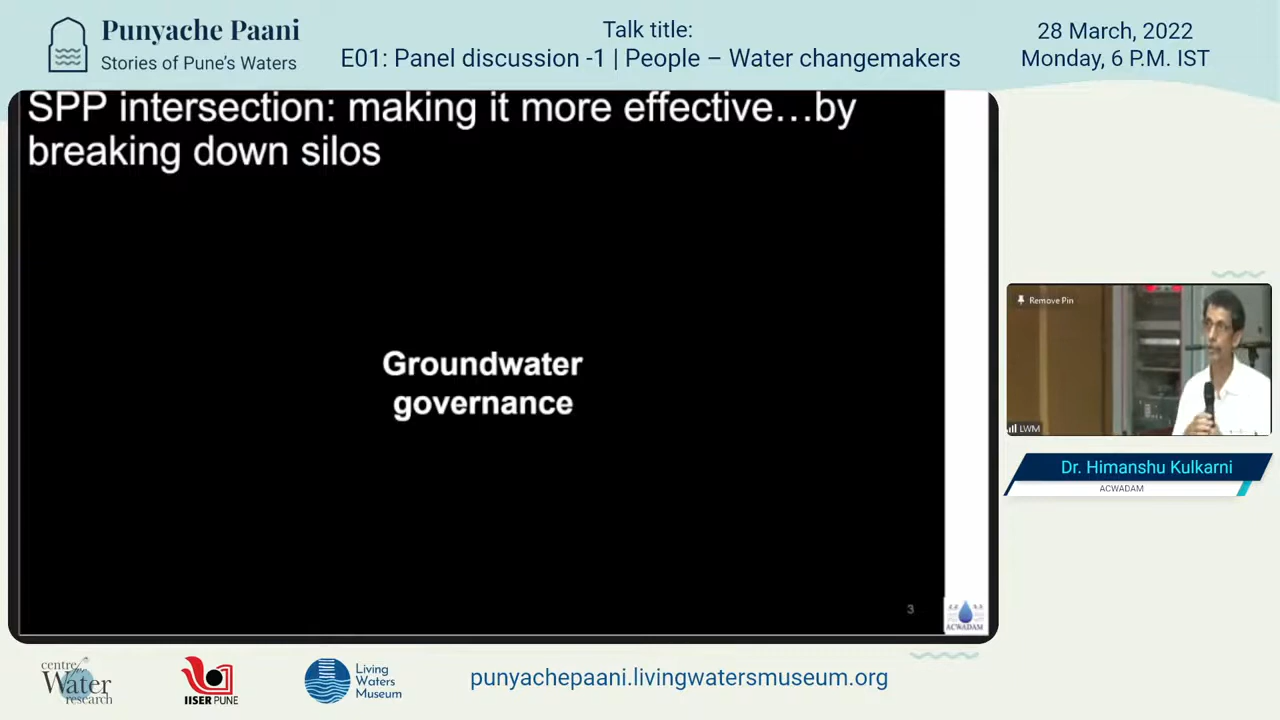 Punyache Paani
Stories of Pune's Waters
Talk title:
E01: Panel discussion -1 | People – Water changemakers
28 March, 2022
Monday, 6 P.M. IST
SPP intersection: making it more effective...by
breaking down silos
Groundwater
governance
3
ACWADAM
Remove Pin
LWM
Dr. Himanshu Kulkarni
ACWADAM
centre
for
Water
research
IISER PUNE
Living
Waters
Museum
punyachepaani.livingwatersmuseum.org